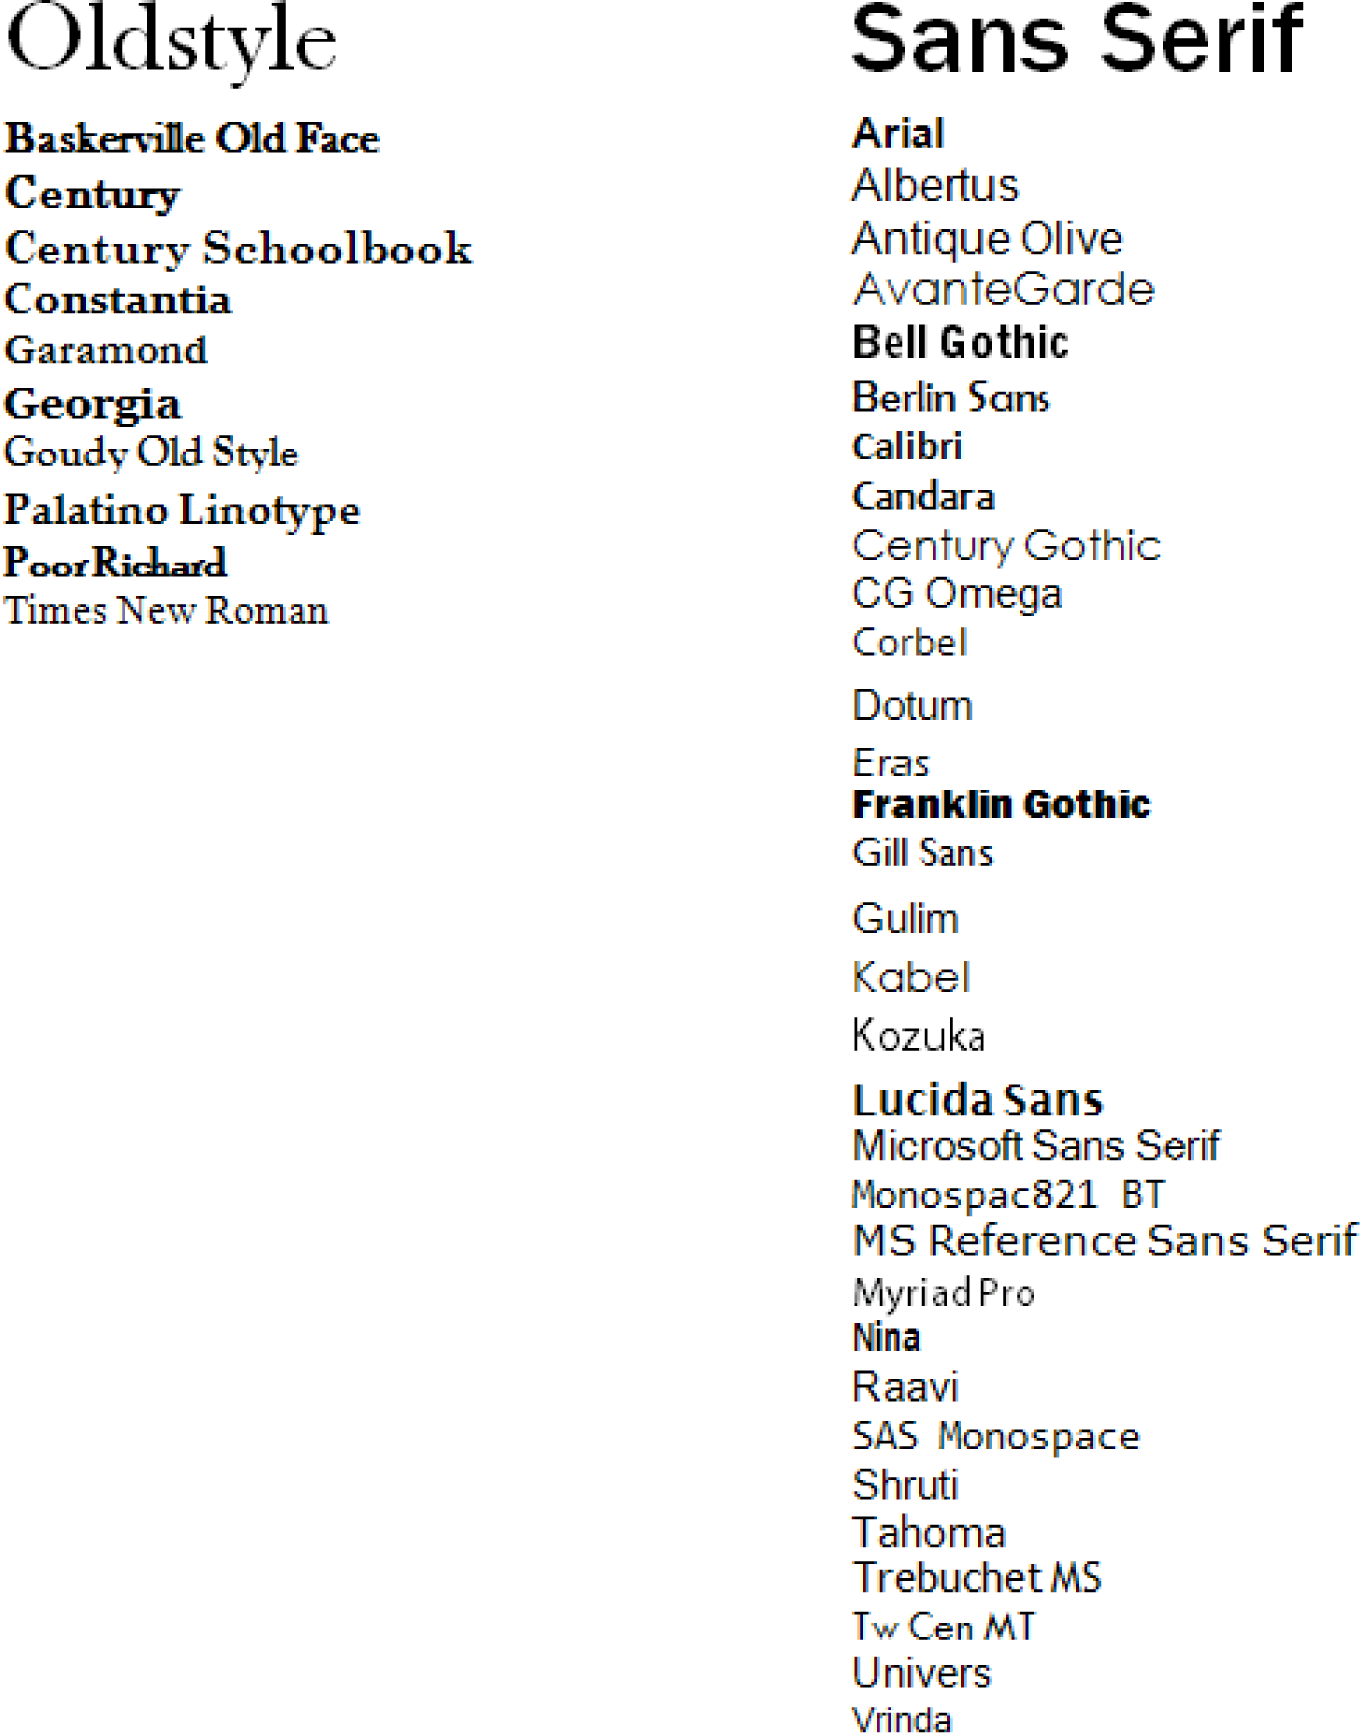 Oldstyle
Baskerville Old Face
Century
Century Schoolbook
Constantia
Garamond
Georgia
Goudy Old Style
Palatino Linotype
Poor Richard
Times New Roman
Sans Serif
Arial
Albertus
Antique Olive
AvanteGarde
Bell Gothic
Berlin Sans
Calibri
Candara
Century Gothic
CG Omega
Corbel
Dotum
Eras
Franklin Gothic
Gill Sans
Gulim
Kabel
Kozuka
Lucida Sans
Microsoft Sans Serif
Monospac821 BT
MS Reference Sans Serif
Myriad Pro
Nina
Raavi
SAS Monospace
Shruti
Tahoma
Trebuchet MS
Tw Cen MT
Univers
Vrinda